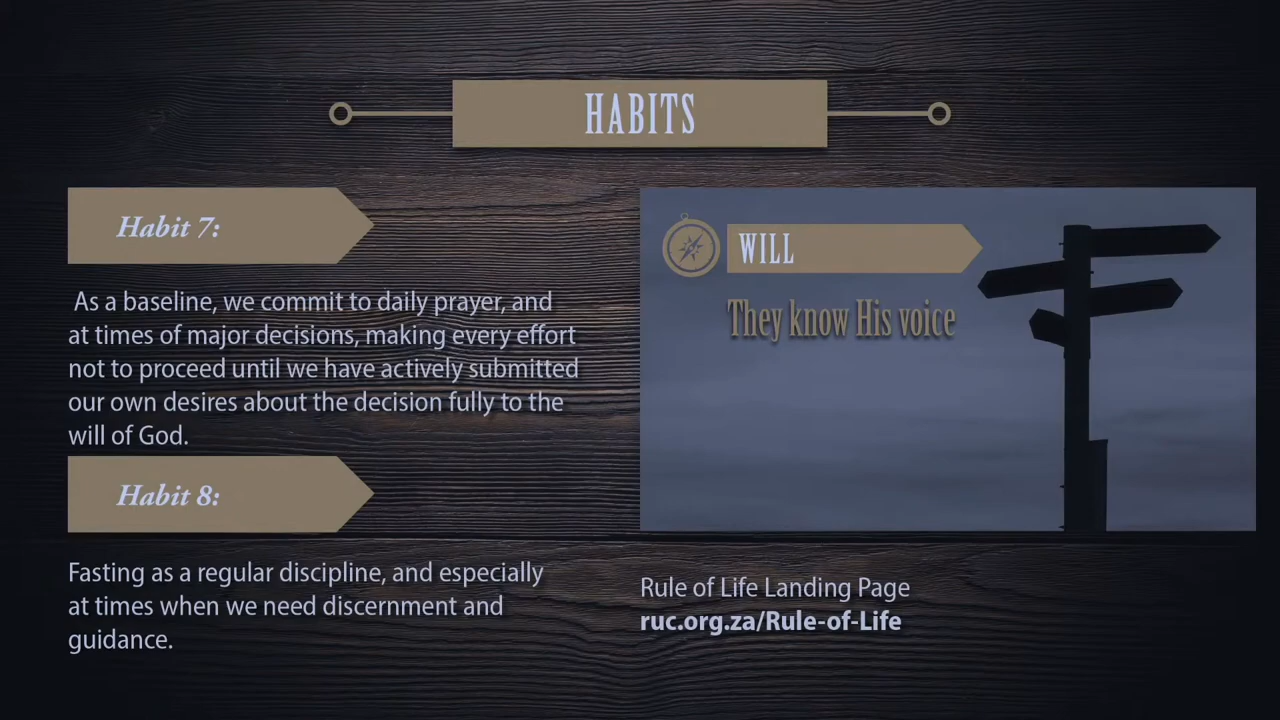 HABITS
Habit 7:
As a baseline, we commit to daily prayer, and
at times of major decisions, making every effort
not to proceed until we have actively submitted
our own desires about the decision fully to the
will of God.
Habit 8:
Fasting as a regular discipline, and especially
at times when we need discernment and
guidance.
WILL
They know His voice
Rule of Life Landing Page
ruc.org.za/Rule-of-Life